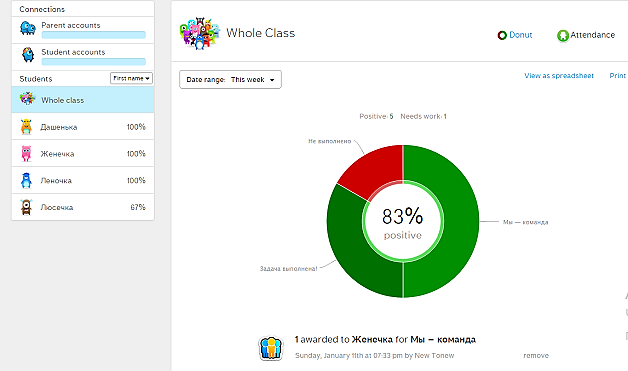 Connections
Parent accounts
Student accounts
Students First name
Whole class
Дашенька 100%
Женечка 100%
Леночка 100%
Люсечка 67%
Whole Class
Donut
Attendance
Date range: This week
View as spreadsheet
Print
Positive-5 Needs work-1
Не выполнено
83%
positive
Мы — команда
Задача выполнена!
1 awarded to Женечка for Мы — команда
Sunday, January 11th at 07:33 pm by New Tonew
remove